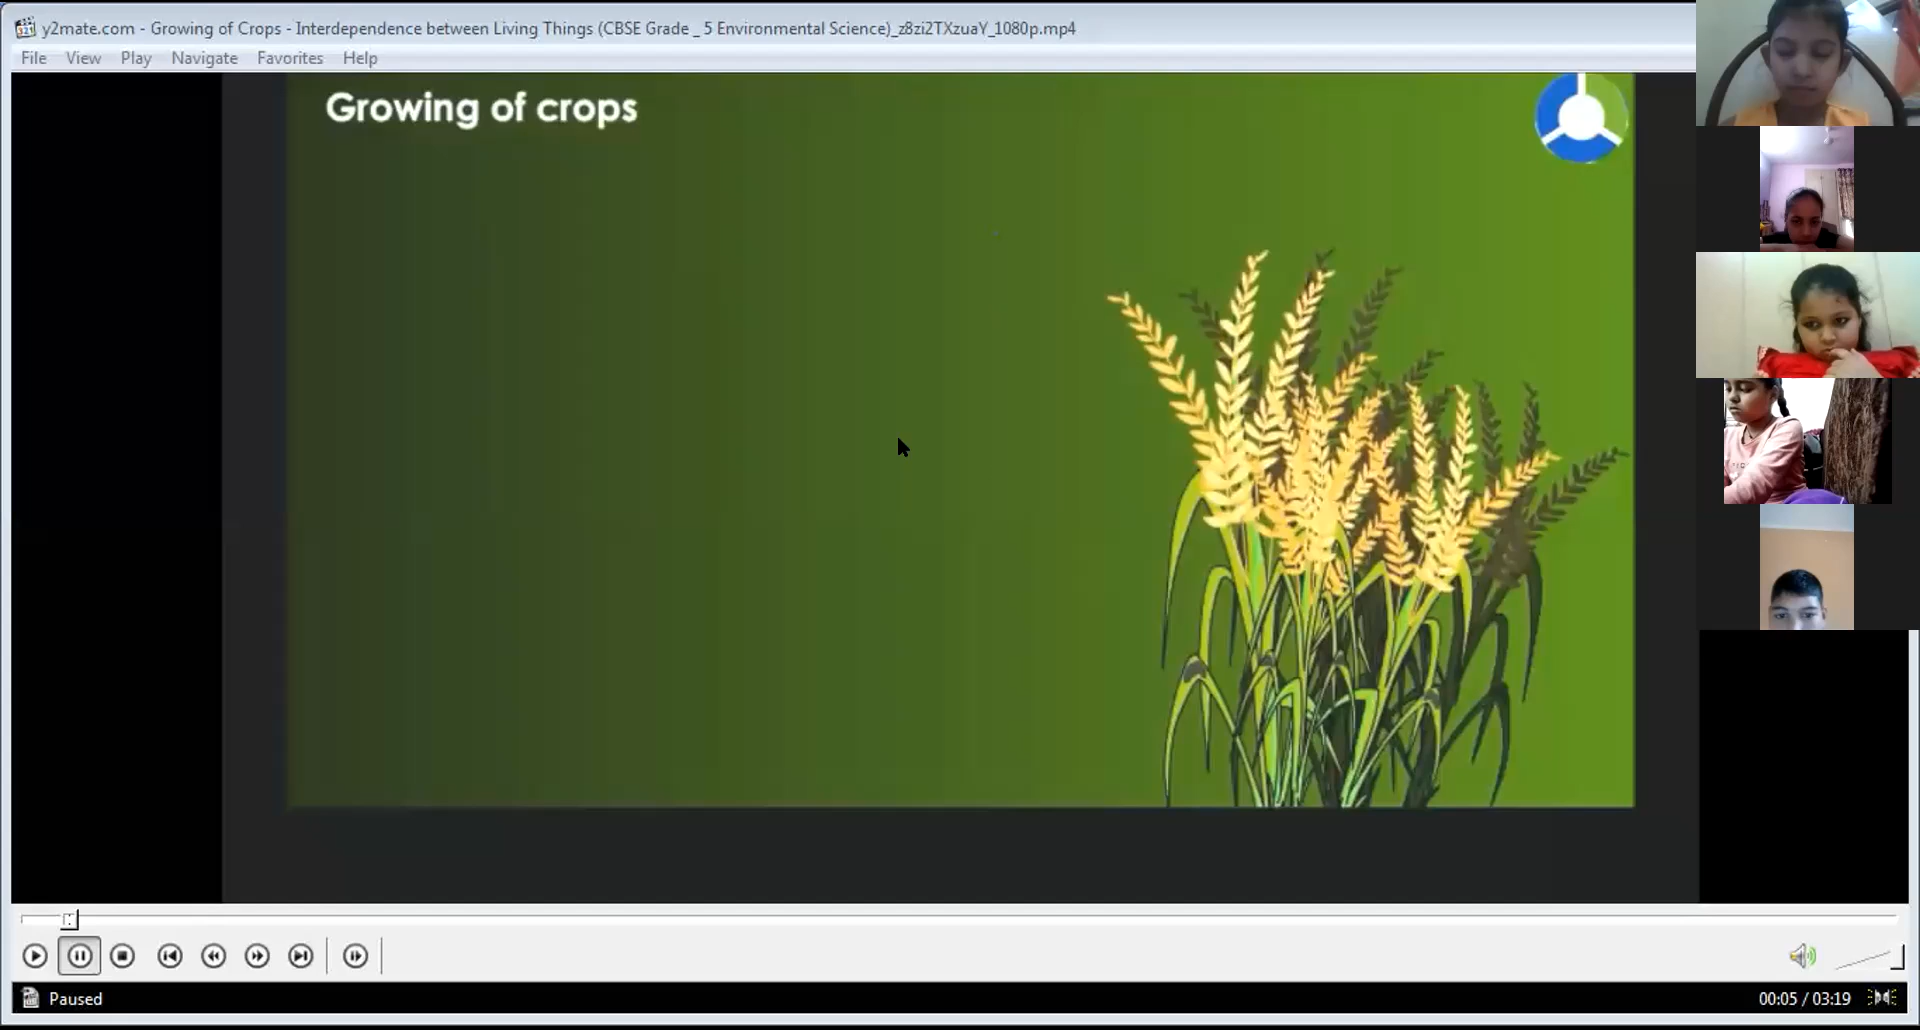 y2mate.com - Growing of Crops - Interdependence between Living Things (CBSE Grade _ 5 Environmental Science)_z8zi2TXzuaY_1080p.mp4
File View Play Navigate Favorites Help
Growing of crops
Paused
00:05 / 03:19